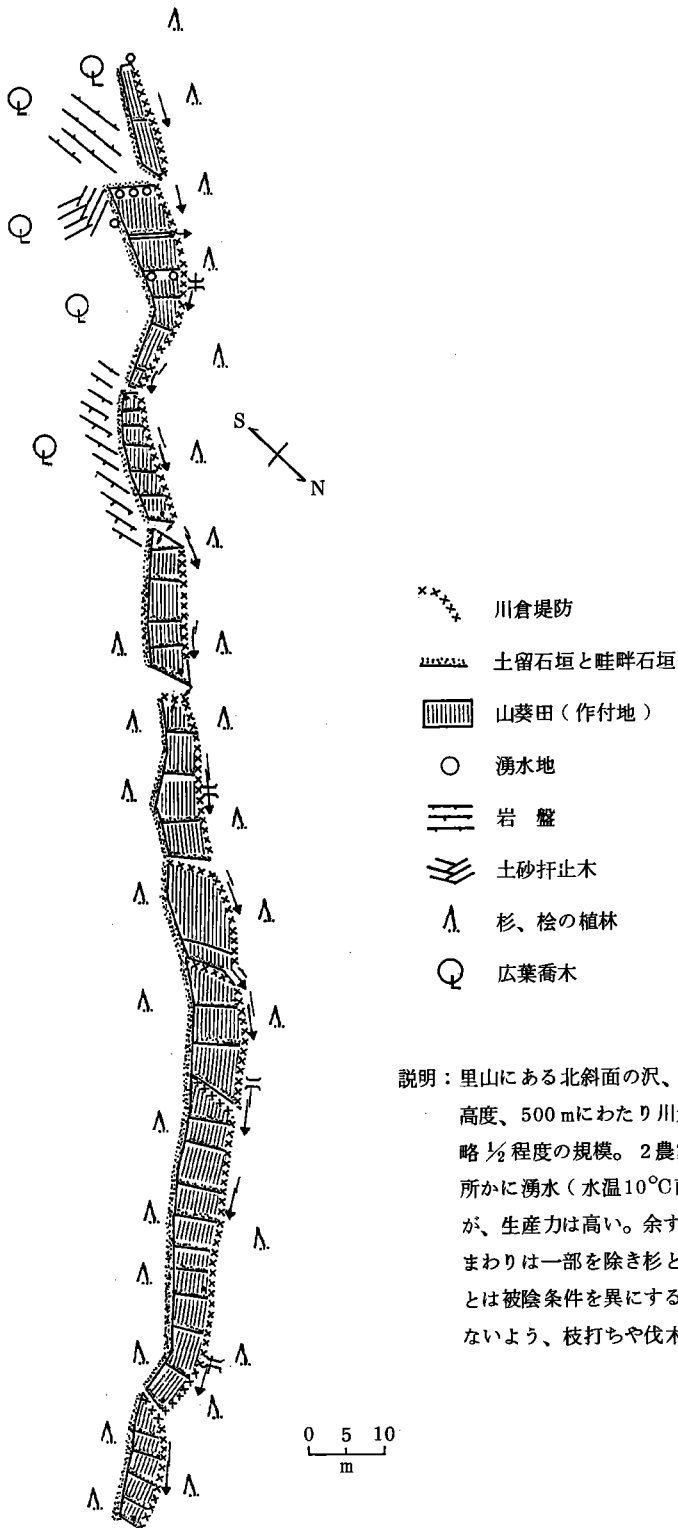 S
N
川倉堤防
土留石垣と畦畔石垣
山葵田(作付地)
湧水地
岩 盤
土砂扞止木
杉、桧の植林
広葉喬木
説明:里山にある北斜面の沢、
高度、500mにわたり川
略½程度の規模。2農
所かに湧水(水温10℃
が、生産力は高い。余す
まわりは一部を除き杉と
とは被陰条件を異にする
ないよう、枝打ちや伐木
0 5 10
m